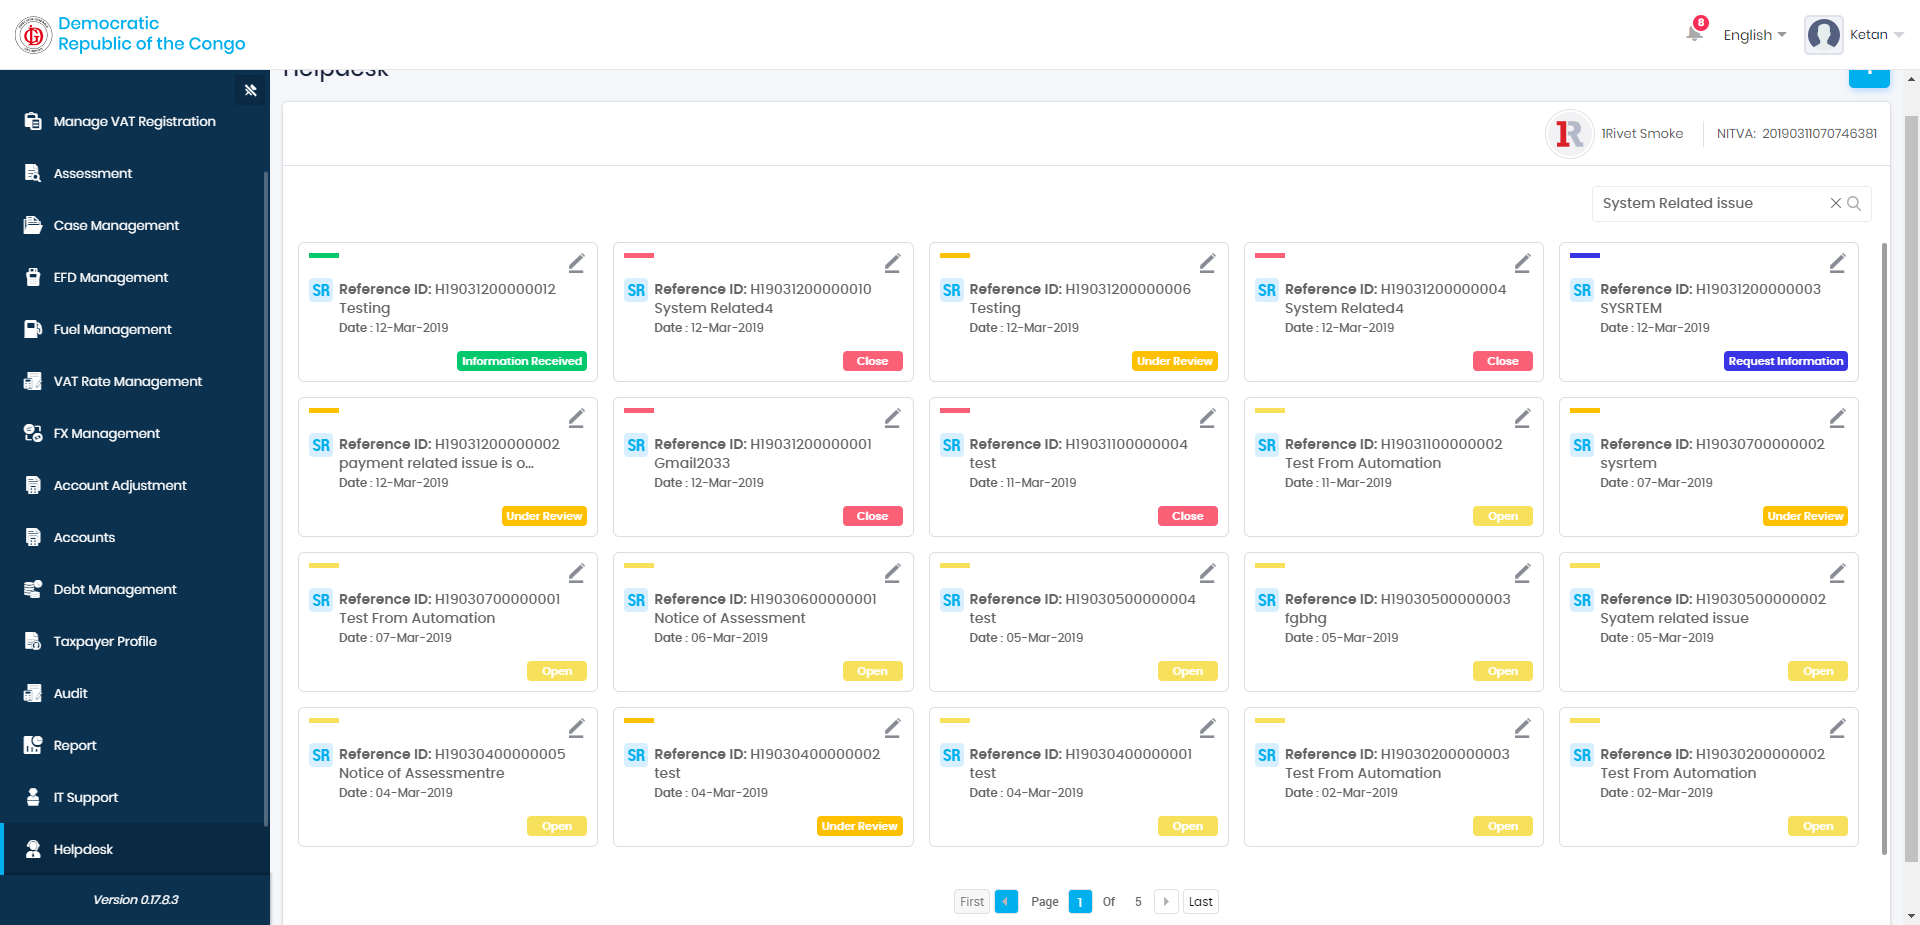 Democratic
Republic of the Congo
8
English
Ketan
Helpdesk
Manage VAT Registration
Assessment
Case Management
EFD Management
Fuel Management
VAT Rate Management
FX Management
Account Adjustment
Accounts
Debt Management
Taxpayer Profile
Audit
Report
IT Support
Helpdesk
Version 0.17.8.3
1R
1Rivet Smoke
NITVA: 20190311070746381
System Related issue
SR
Reference ID: H19031200000012
Testing
Date : 12-Mar-2019
Information Received
SR
Reference ID: H19031200000010
System Related4
Date : 12-Mar-2019
Close
SR
Reference ID: H19031200000006
Testing
Date : 12-Mar-2019
Under Review
SR
Reference ID: H19031200000004
System Related4
Date : 12-Mar-2019
Close
SR
Reference ID: H19031200000003
SYSRTEM
Date : 12-Mar-2019
Request Information
SR
Reference ID: H19031200000002
payment related issue is o...
Date : 12-Mar-2019
Under Review
SR
Reference ID: H19031200000001
Gmail2033
Date : 12-Mar-2019
Close
SR
Reference ID: H19031100000004
test
Date : 11-Mar-2019
Close
SR
Reference ID: H19031100000002
Test From Automation
Date : 11-Mar-2019
Open
SR
Reference ID: H19030700000002
sysrtem
Date : 07-Mar-2019
Under Review
SR
Reference ID: H19030700000001
Test From Automation
Date : 07-Mar-2019
Open
SR
Reference ID: H19030600000001
Notice of Assessment
Date : 06-Mar-2019
Open
SR
Reference ID: H19030500000004
test
Date : 05-Mar-2019
Open
SR
Reference ID: H19030500000003
fgbhg
Date : 05-Mar-2019
Open
SR
Reference ID: H19030500000002
Syatem related issue
Date : 05-Mar-2019
Open
SR
Reference ID: H19030400000005
Notice of Assessmentre
Date : 04-Mar-2019
Open
SR
Reference ID: H19030400000002
test
Date : 04-Mar-2019
Under Review
SR
Reference ID: H19030400000001
test
Date : 04-Mar-2019
Open
SR
Reference ID: H19030200000003
Test From Automation
Date : 02-Mar-2019
Open
SR
Reference ID: H19030200000002
Test From Automation
Date : 02-Mar-2019
Open
First Page 1 Of 5 Last